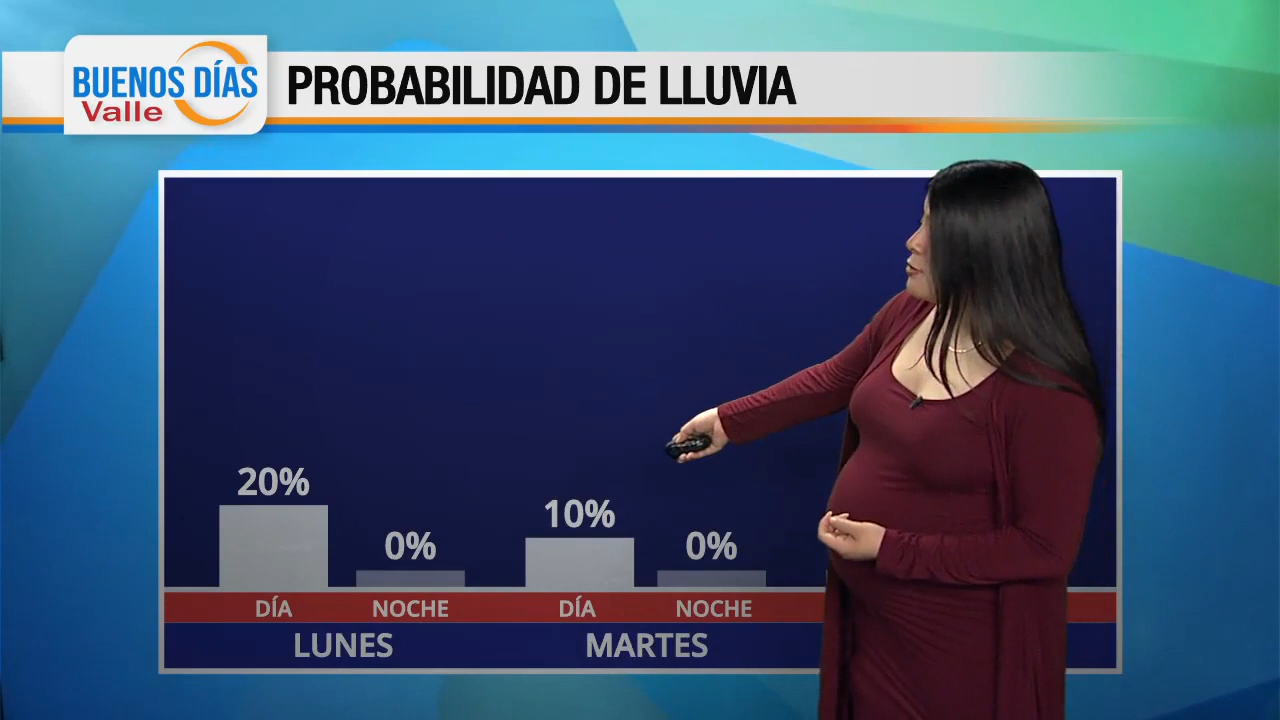 BUENOS DÍAS
Valle
PROBABILIDAD DE LLUVIA
20%
0%
10%
0%
DÍA
NOCHE
DÍA
NOCHE
LUNES
MARTES